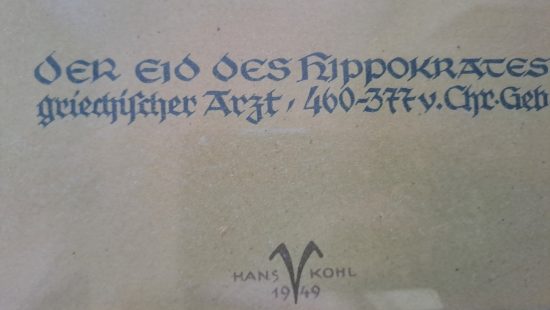 DER EID DES HIPPOKRATES
griechischer Arzt, 460-377 v. Chr. Geb
HANS KOHL
1949